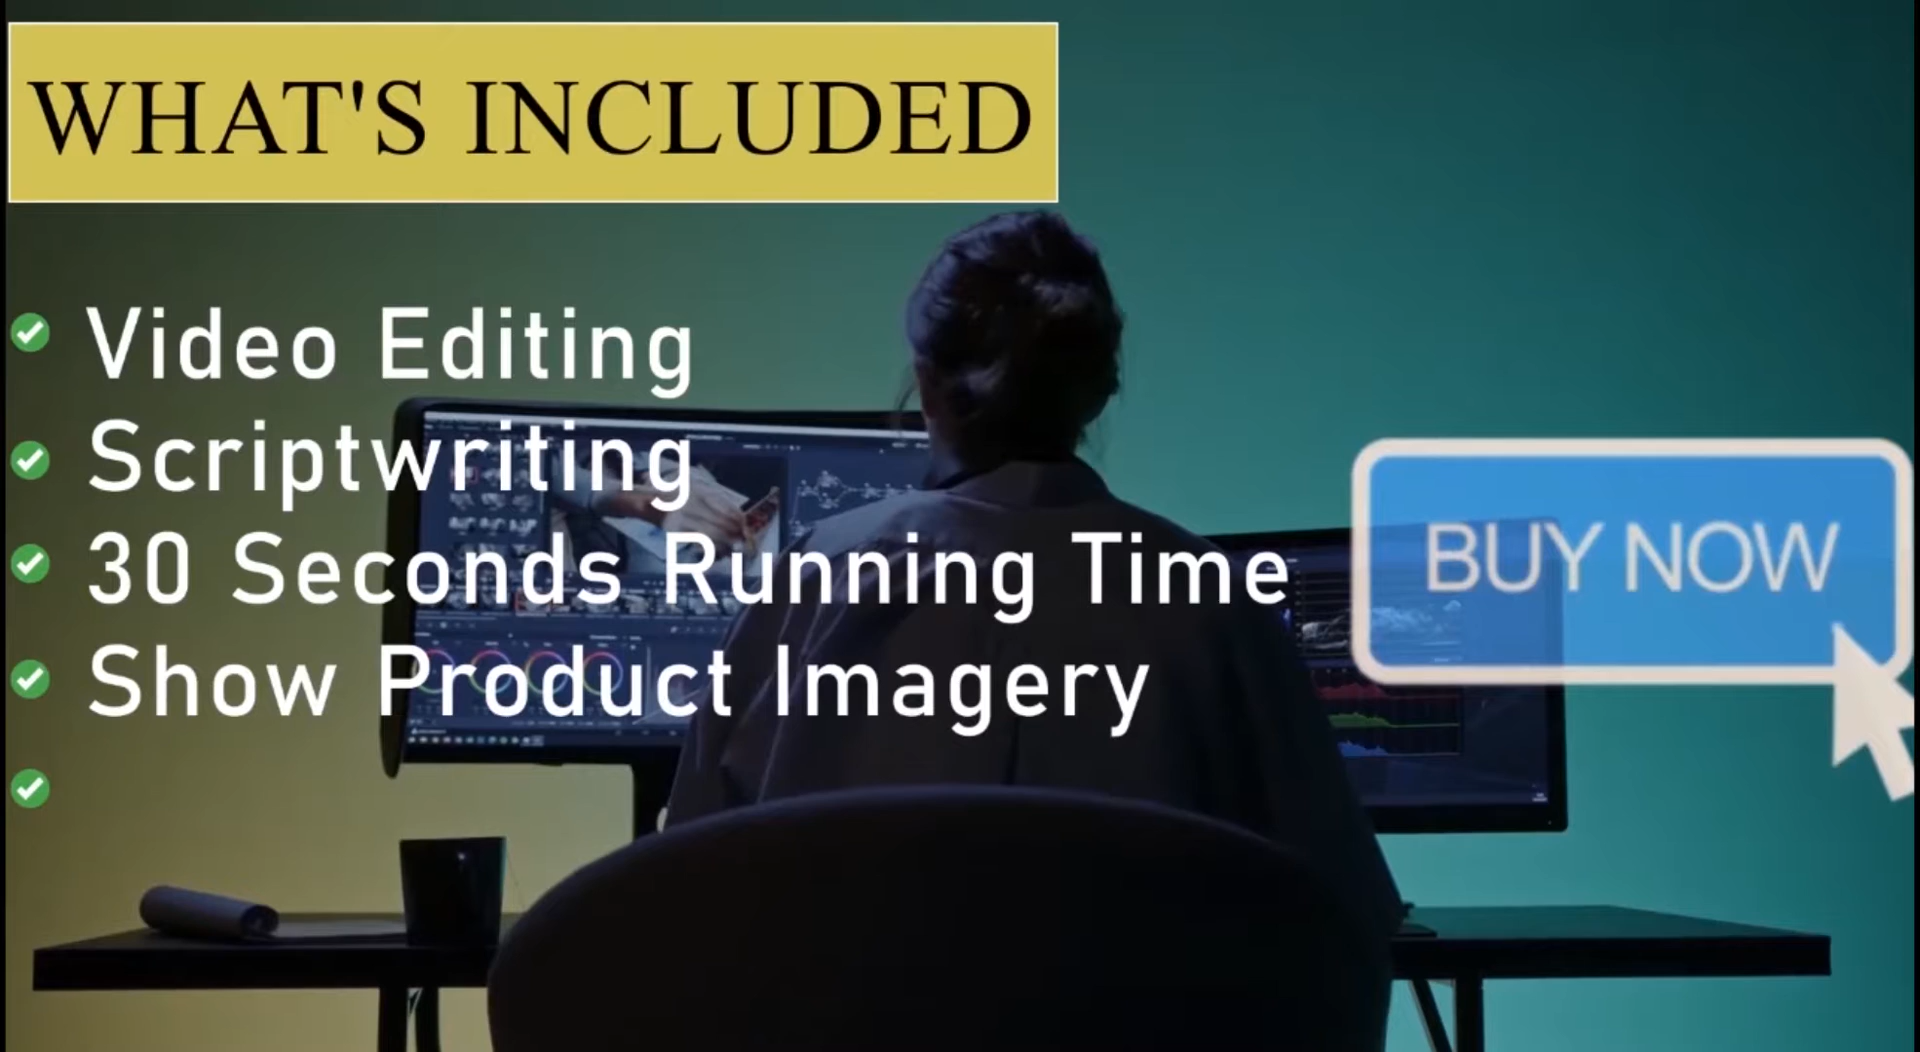 WHAT'S INCLUDED
Video Editing
Scriptwriting
30 Seconds Running Time
Show Product Imagery
BUY NOW